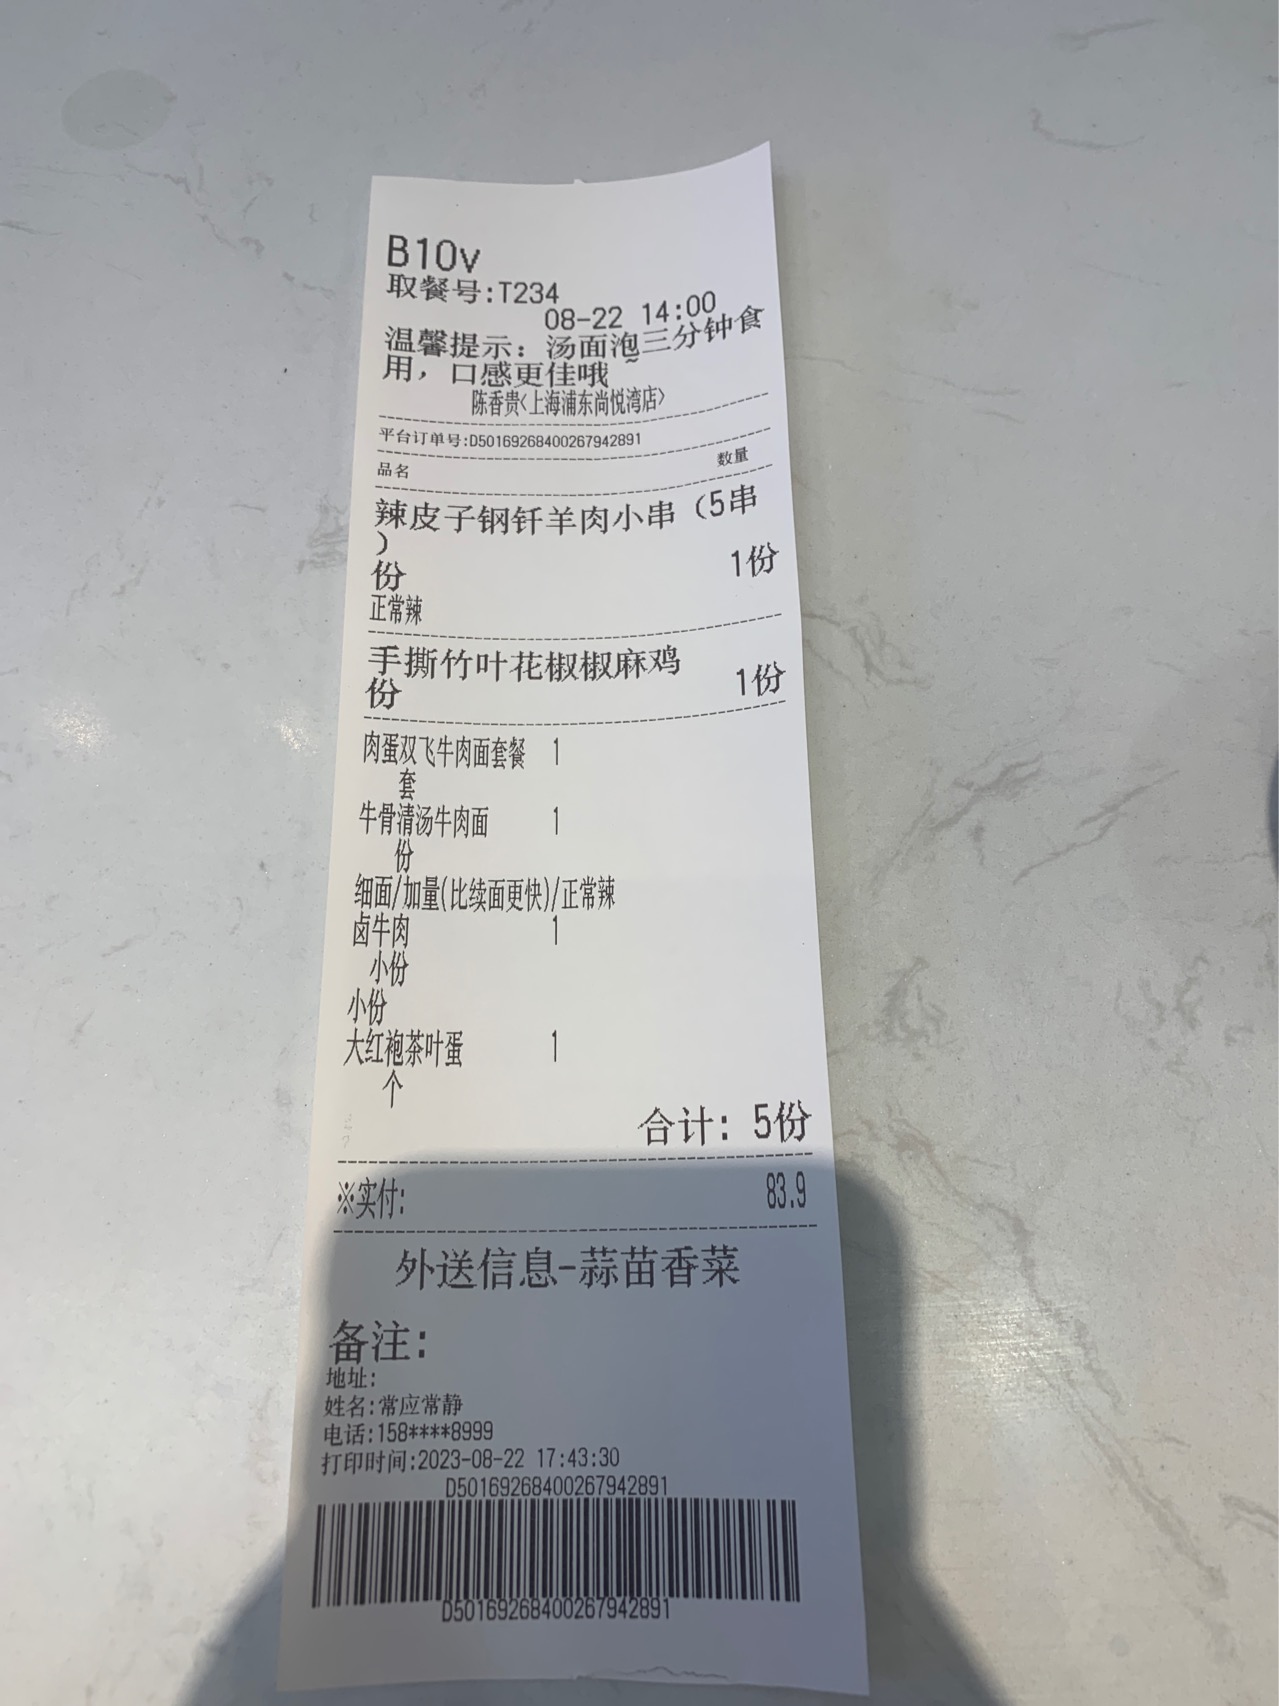 B10v
取餐号:T234
08-22 14:00
温馨提示：汤面泡三分钟食
用，口感更佳哦~
陈香贵<上海浦东尚悦湾店>
平台订单号:D50169268400267942891
品名 数量
辣皮子钢钎羊肉小串（5串
）
份 1份
正常辣
手撕竹叶花椒椒麻鸡
份 1份
肉蛋双飞牛肉面套餐 1
套
牛骨清汤牛肉面 1
份
细面/加量(比续面更快)/正常辣
卤牛肉 1
小份
小份
大红袍茶叶蛋 1
个
合计：5份
※实付: 83.9
外送信息-蒜苗香菜
备注:
地址:
姓名:常应常静
电话:158****8999
打印时间:2023-08-22 17:43:30
D50169268400267942891
D50169268400267942891